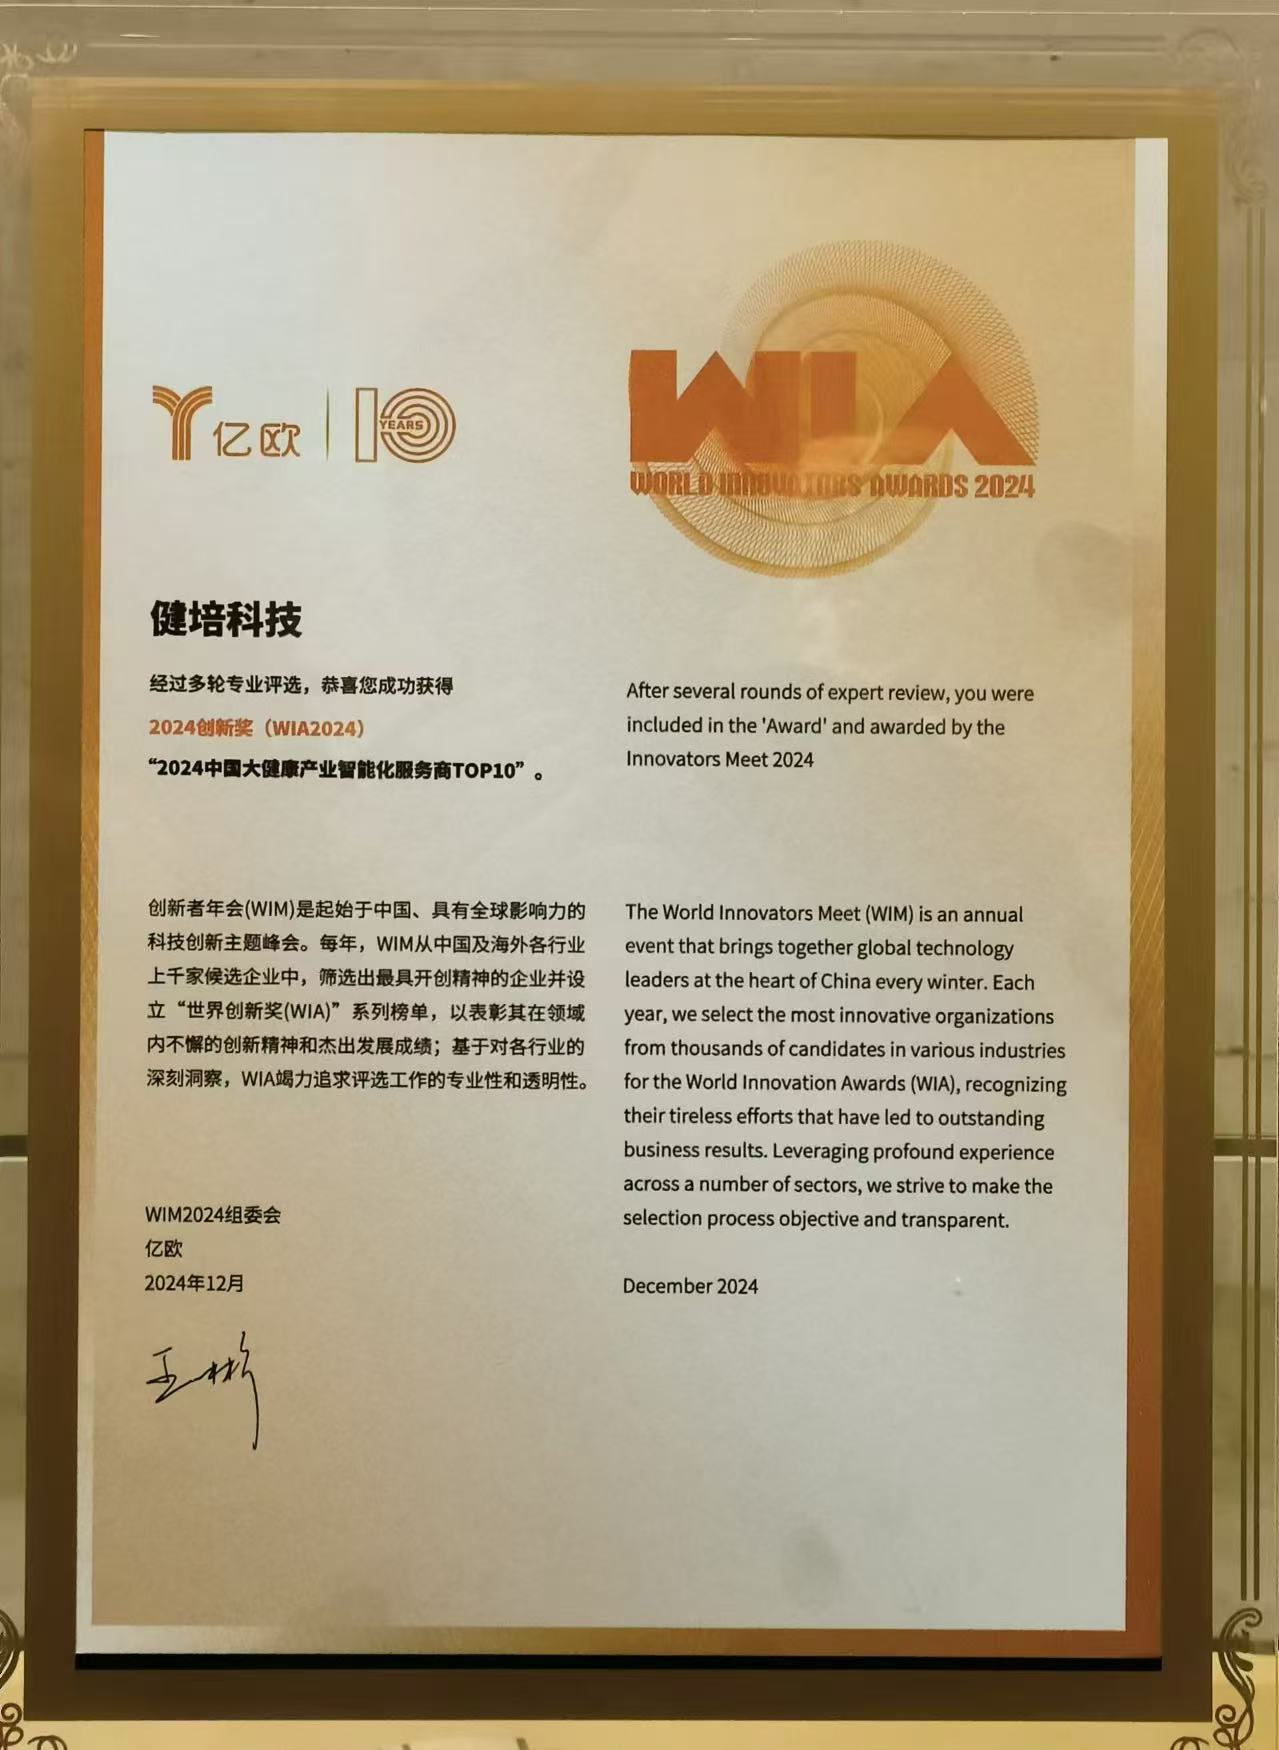 亿欧
10 YEARS
WIA
WORLD INNOVATORS AWARDS 2024
健培科技
经过多轮专业评选，恭喜您成功获得
2024创新奖（WIA2024）
“2024中国大健康产业智能化服务商TOP10”。
After several rounds of expert review, you were
included in the 'Award' and awarded by the
Innovators Meet 2024
创新者年会(WIM)是起始于中国、具有全球影响力的
科技创新主题峰会。每年，WIM从中国及海外各行业
上千家候选企业中，筛选出最具开创精神的企业并设
立“世界创新奖(WIA)”系列榜单，以表彰其在领域
内不懈的创新精神和杰出发展成绩；基于对各行业的
深刻洞察，WIA竭力追求评选工作的专业性和透明性。
The World Innovators Meet (WIM) is an annual
event that brings together global technology
leaders at the heart of China every winter. Each
year, we select the most innovative organizations
from thousands of candidates in various industries
for the World Innovation Awards (WIA), recognizing
their tireless efforts that have led to outstanding
business results. Leveraging profound experience
across a number of sectors, we strive to make the
selection process objective and transparent.
WIM2024组委会
亿欧
2024年12月
December 2024
王彬